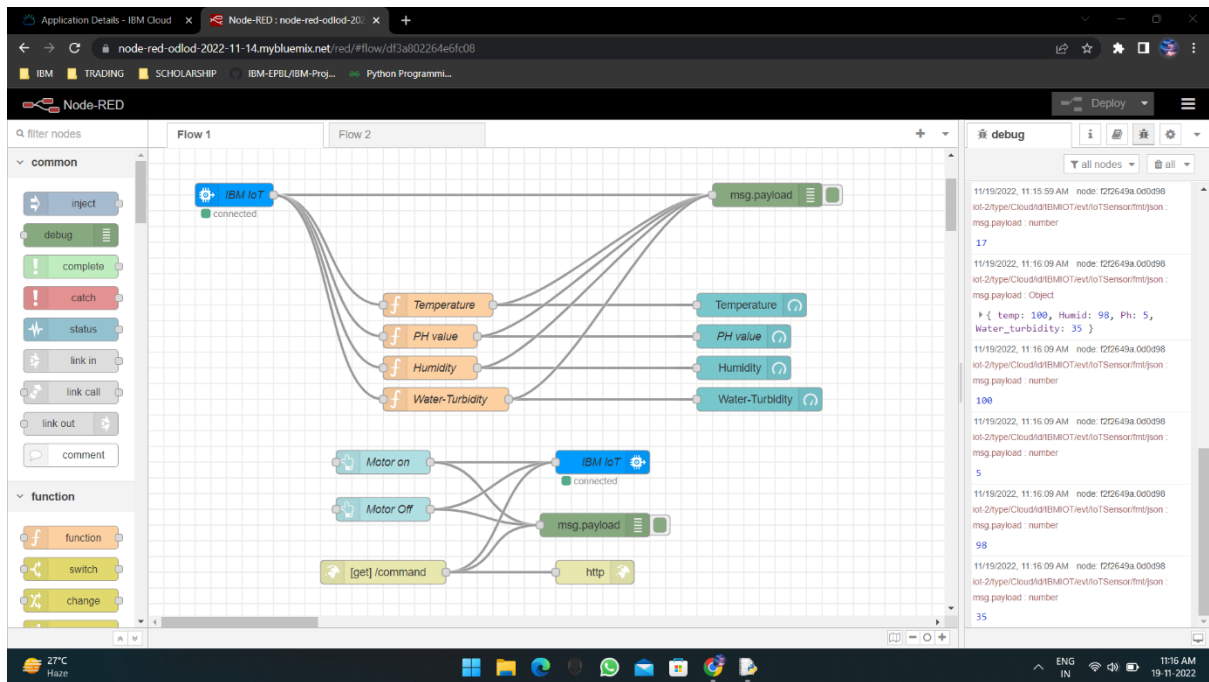 Application Details - IBM Cloud
Node-RED : node-red-odlod-202
node-red-odlod-2022-11-14.mybluemix.net/red/#flow/df3a802264e6fc08
IBM
TRADING
SCHOLARSHIP
IBM-EPBL/IBM-Proj...
Python Programmi...
Node-RED
Deploy
filter nodes
Flow 1
Flow 2
debug
i
common
all nodes
all
inject
debug
complete
catch
status
link in
link call
link out
comment
function
function
switch
change
IBM IoT
connected
msg.payload
f Temperature
Temperature
f PH value
PH value
f Humidity
Humidity
f Water-Turbidity
Water-Turbidity
Motor on
IBM IoT
connected
Motor Off
msg.payload
[get] /command
http
11/19/2022, 11:15:59 AM node: f2f2649a.0d0d98
iot-2/type/Cloud/id/IBMIOT/evt/IoTSensor/fmt/json :
msg.payload : number
17
11/19/2022, 11:16:09 AM node: f2f2649a.0d0d98
iot-2/type/Cloud/id/IBMIOT/evt/IoTSensor/fmt/json :
msg.payload : Object
{ temp: 100, Humid: 98, Ph: 5,
Water_turbidity: 35 }
11/19/2022, 11:16:09 AM node: f2f2649a.0d0d98
iot-2/type/Cloud/id/IBMIOT/evt/IoTSensor/fmt/json :
msg.payload : number
100
11/19/2022, 11:16:09 AM node: f2f2649a.0d0d98
iot-2/type/Cloud/id/IBMIOT/evt/IoTSensor/fmt/json :
msg.payload : number
5
11/19/2022, 11:16:09 AM node: f2f2649a.0d0d98
iot-2/type/Cloud/id/IBMIOT/evt/IoTSensor/fmt/json :
msg.payload : number
98
11/19/2022, 11:16:09 AM node: f2f2649a.0d0d98
iot-2/type/Cloud/id/IBMIOT/evt/IoTSensor/fmt/json :
msg.payload : number
35
27°C
Haze
ENG
IN
11:16 AM
19-11-2022